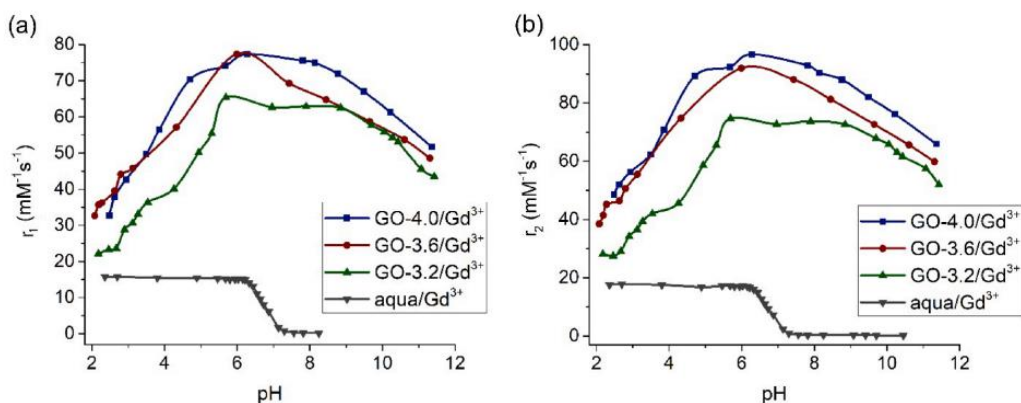 (a)
r₁ (mM⁻¹s⁻¹)
80
70
60
50
40
30
20
10
0
GO-4.0/Gd³⁺
GO-3.6/Gd³⁺
GO-3.2/Gd³⁺
aqua/Gd³⁺
2 4 6 8 10 12
pH
(b)
r₂ (mM⁻¹s⁻¹)
100
80
60
40
20
0
GO-4.0/Gd³⁺
GO-3.6/Gd³⁺
GO-3.2/Gd³⁺
aqua/Gd³⁺
2 4 6 8 10 12
pH